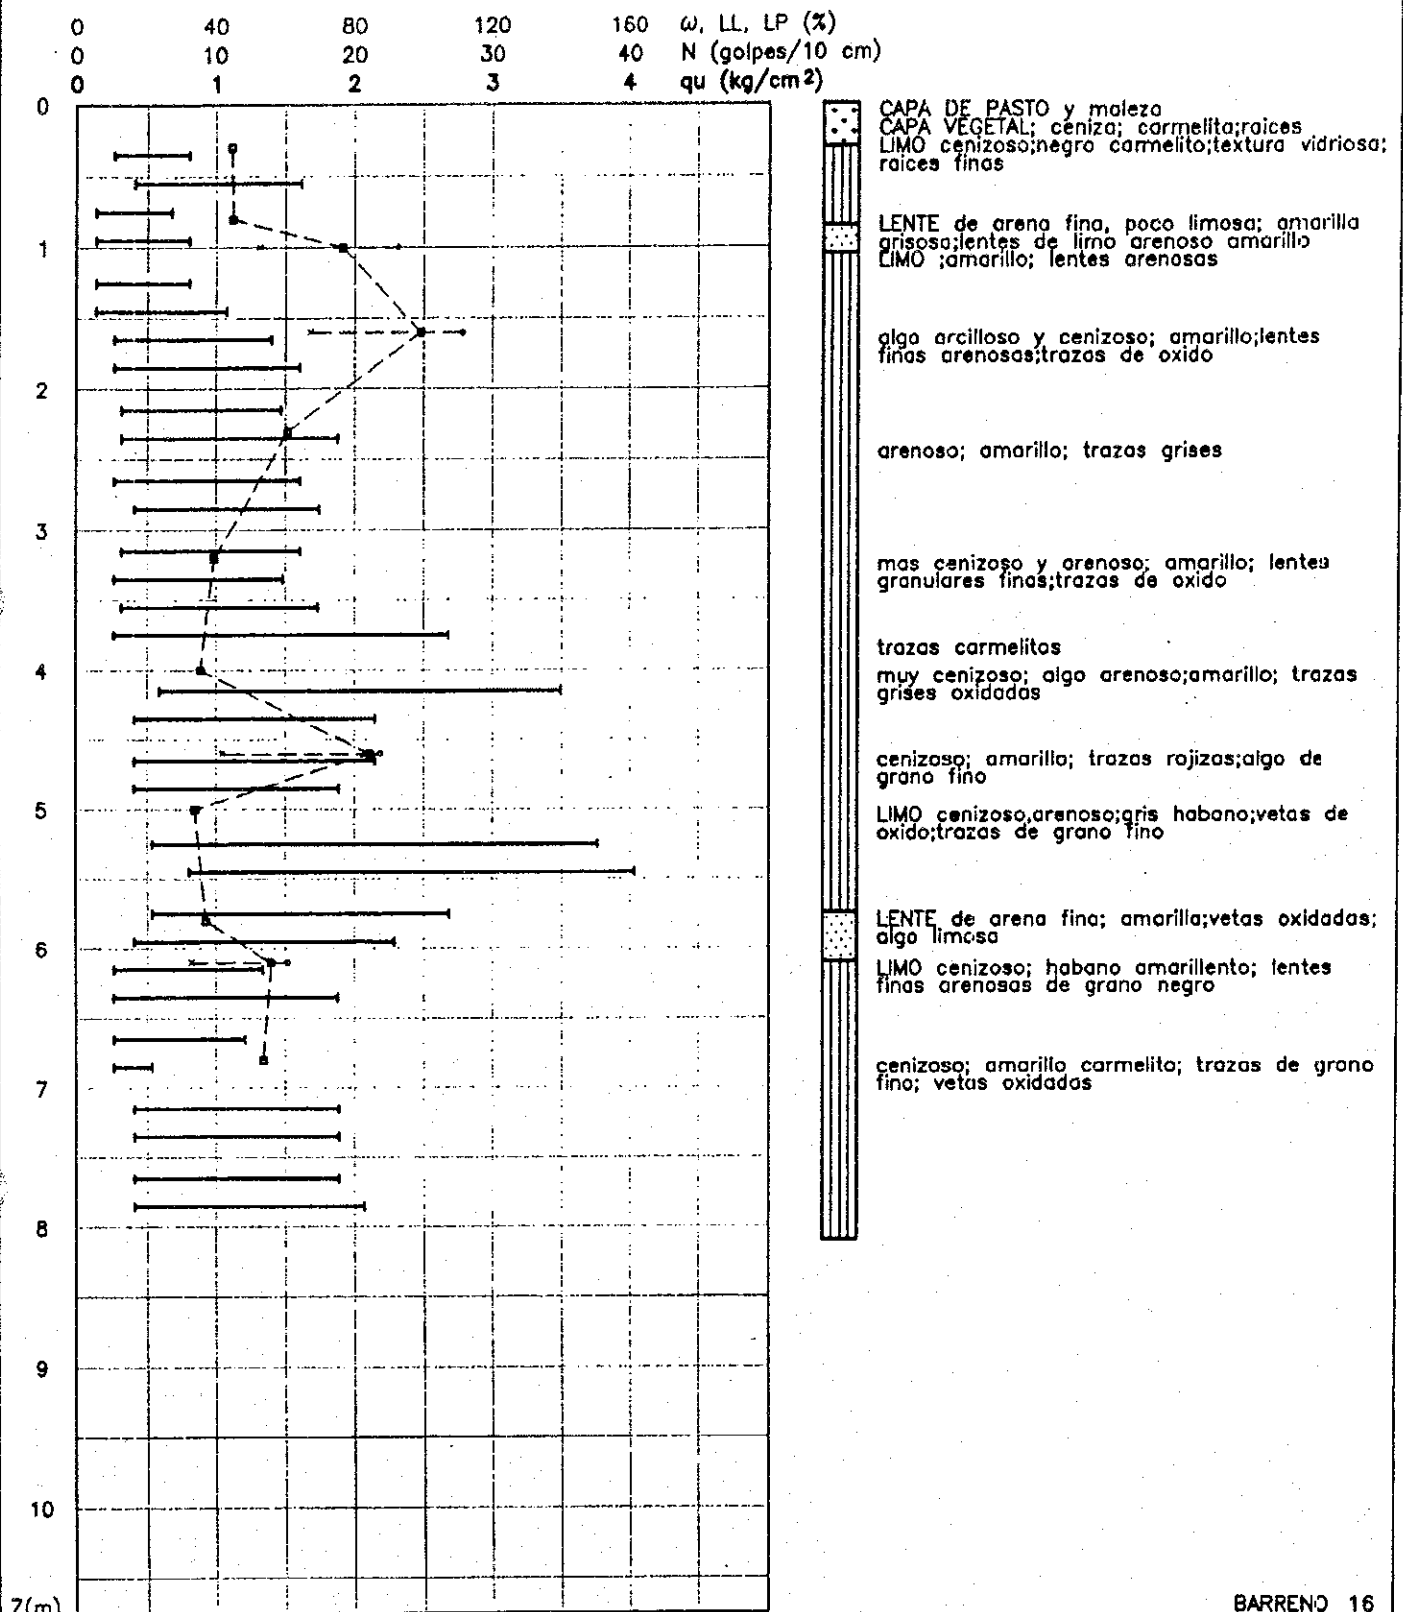 0 40 80 120 160 ω, LL, LP (%)
0 10 20 30 40 N (golpes/10 cm)
0 1 2 3 4 qu (kg/cm²)
0
CAPA DE PASTO y maleza
CAPA VEGETAL; ceniza; carmelita;raices
LIMO cenizoso;negro carmelito;textura vidriosa;
raices finas
LENTE de arena fina, poco limosa; amarilla
grisosa;lentes de limo arenoso amarillo
1
LIMO ;amarillo; lentes arenosas
algo arcilloso y cenizoso; amarillo;lentes
finas arenosas;trazas de oxido
2
arenoso; amarillo; trazas grises
3
mas cenizoso y arenoso; amarillo; lentes
granulares finas;trazas de oxido
trazas carmelitas
4
muy cenizoso; algo arenoso;amarillo; trazas
grises oxidadas
cenizoso; amarillo; trazas rojizas;algo de
grano fino
5
LIMO cenizoso,arenoso;gris habano;vetas de
oxido;trazas de grano fino
LENTE de arena fina; amarilla;vetas oxidadas;
algo limosa
6
LIMO cenizoso; habano amarillento; lentes
finas arenosas de grano negro
cenizoso; amarillo carmelito; trazas de grano
fino; vetas oxidadas
7
8
9
10
Z(m)
BARRENO 16